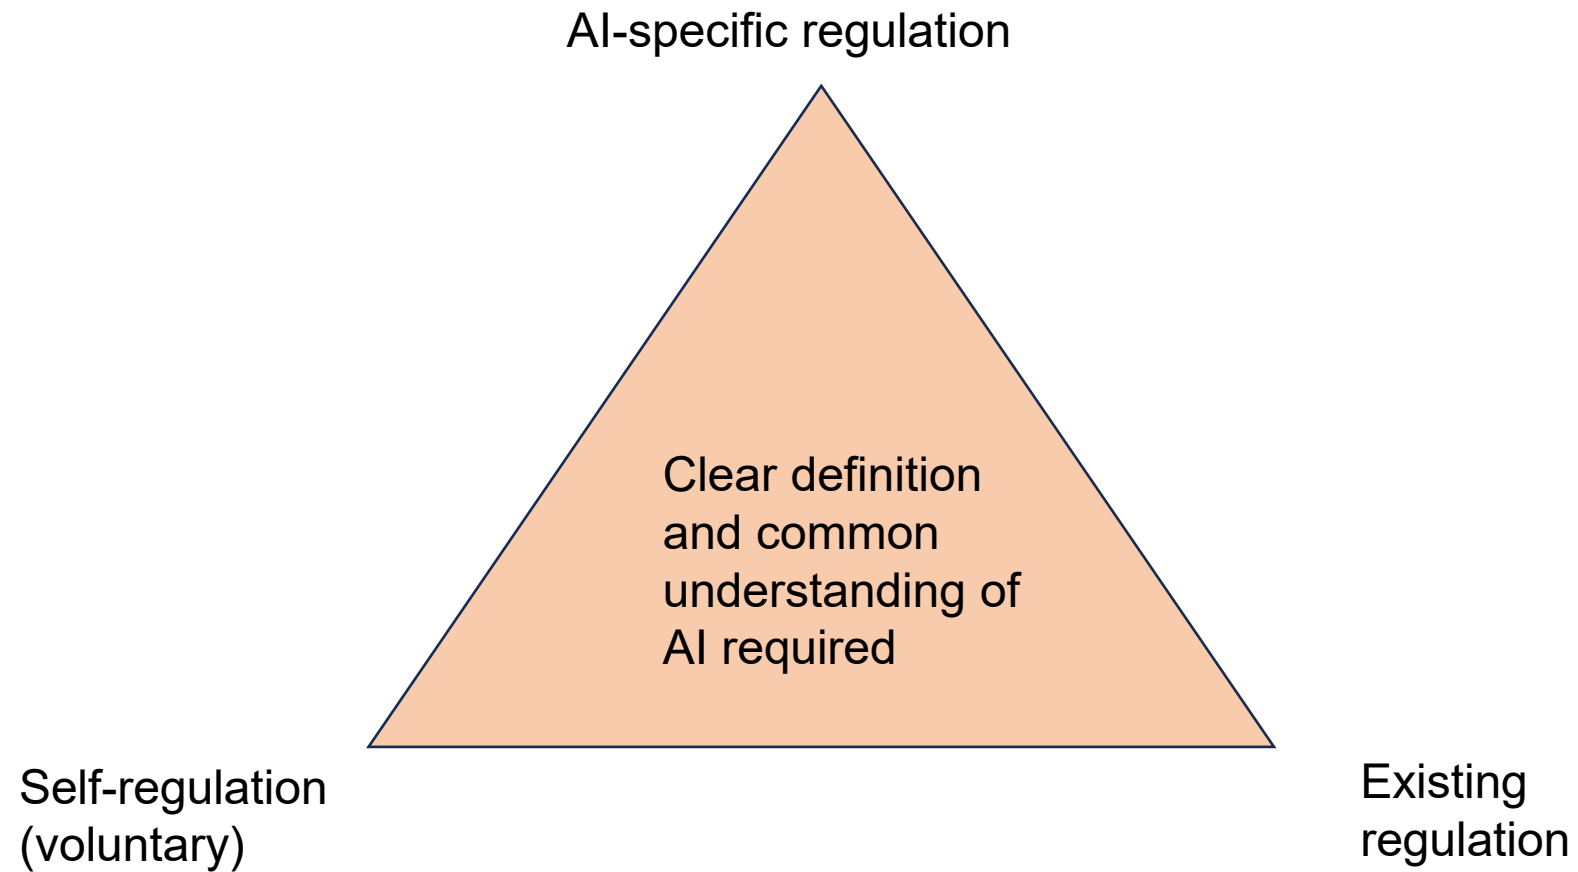 AI-specific regulation
Clear definition
and common
understanding of
AI required
Self-regulation
(voluntary)
Existing
regulation